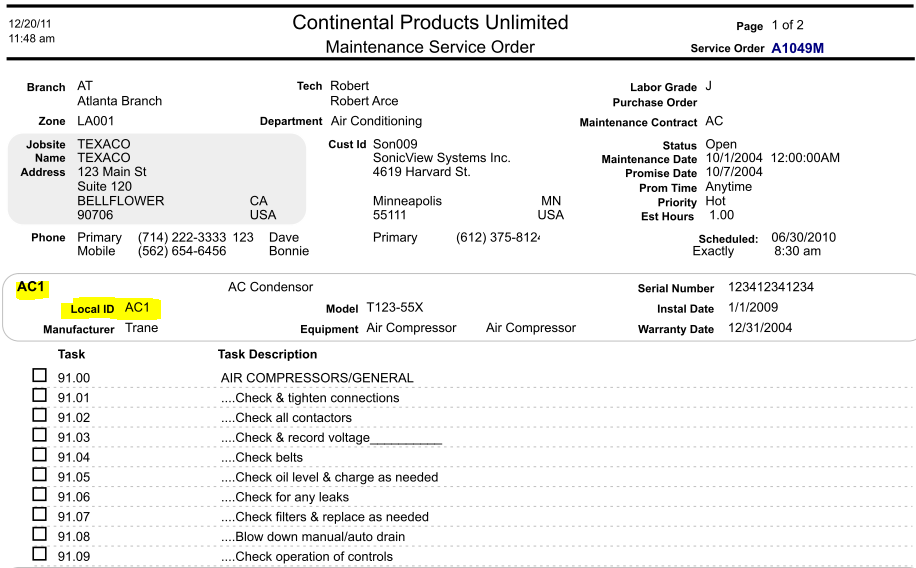 12/20/11
11:48 am
Continental Products Unlimited
Maintenance Service Order
Page 1 of 2
Service Order A1049M
Branch AT
Atlanta Branch
Zone LA001
Tech Robert
Robert Arce
Department Air Conditioning
Labor Grade J
Purchase Order
Maintenance Contract AC
Jobsite TEXACO
Name TEXACO
Address 123 Main St
Suite 120
BELLFLOWER CA
90706 USA
Cust Id Son009
SonicView Systems Inc.
4619 Harvard St.
Minneapolis MN
55111 USA
Status Open
Maintenance Date 10/1/2004 12:00:00AM
Promise Date 10/7/2004
Prom Time Anytime
Priority Hot
Est Hours 1.00
Phone Primary (714) 222-3333 123 Dave
Mobile (562) 654-6456 Bonnie
Primary (612) 375-812
Scheduled: 06/30/2010
Exactly 8:30 am
AC1 AC Condensor Serial Number 123412341234
Local ID AC1 Model T123-55X Instal Date 1/1/2009
Manufacturer Trane Equipment Air Compressor Air Compressor Warranty Date 12/31/2004
Task Task Description
91.00 AIR COMPRESSORS/GENERAL
91.01 ....Check & tighten connections
91.02 ....Check all contactors
91.03 ....Check & record voltage__________
91.04 ....Check belts
91.05 ....Check oil level & charge as needed
91.06 ....Check for any leaks
91.07 ....Check filters & replace as needed
91.08 ....Blow down manual/auto drain
91.09 ....Check operation of controls